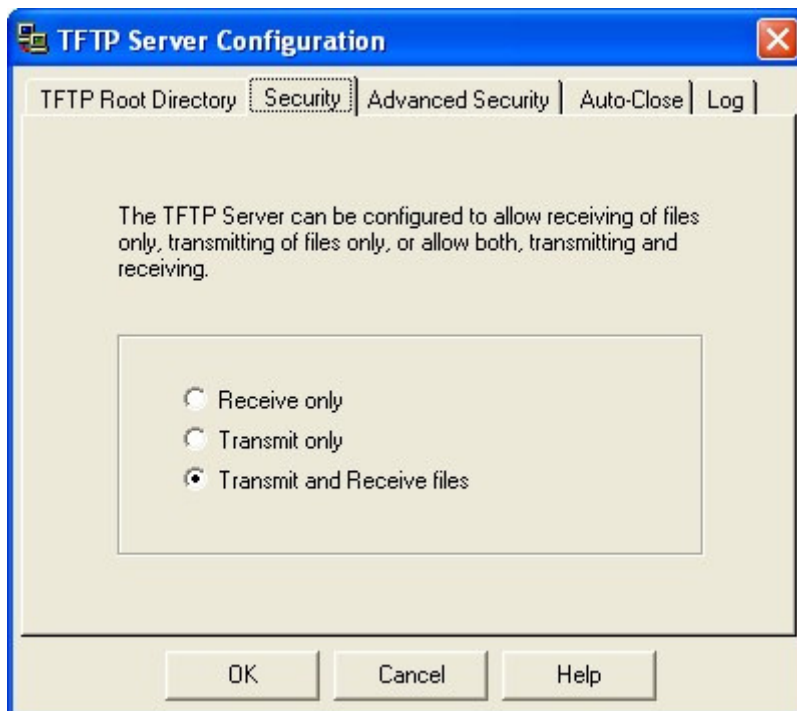 TFTP Server Configuration
TFTP Root Directory Security Advanced Security Auto-Close Log
The TFTP Server can be configured to allow receiving of files
only, transmitting of files only, or allow both, transmitting and
receiving.
Receive only
Transmit only
Transmit and Receive files
OK Cancel Help